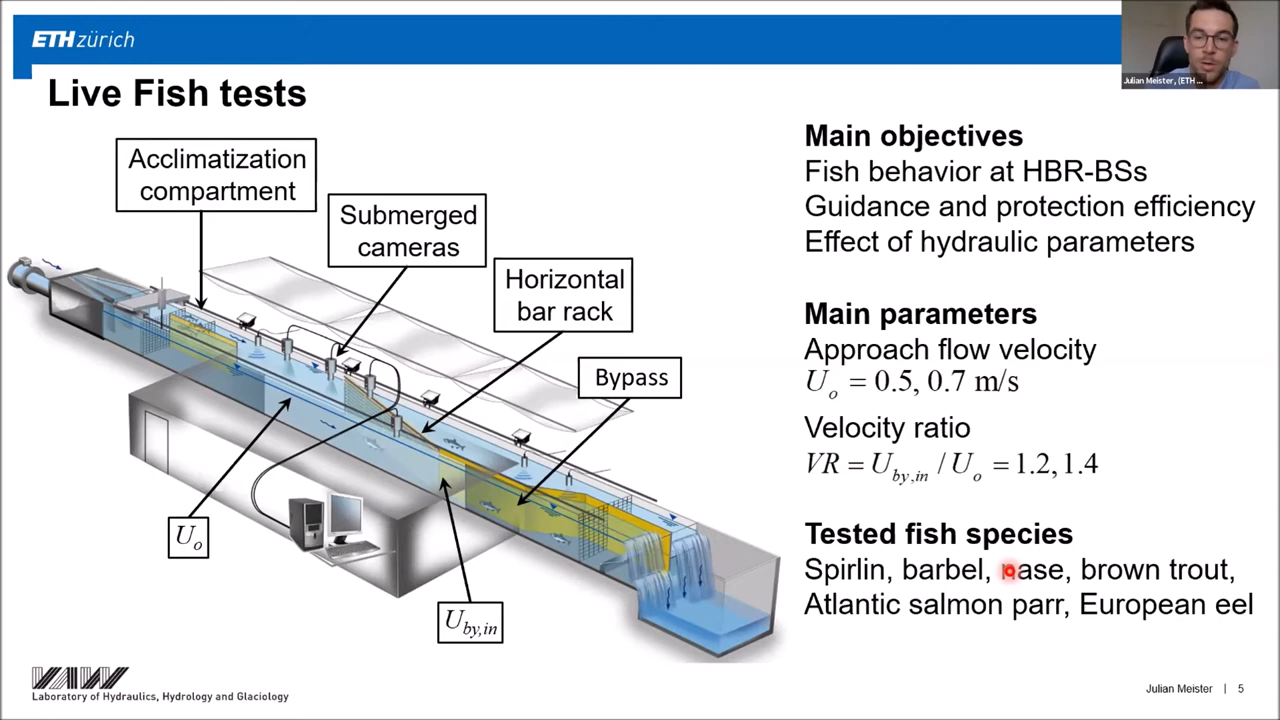 ETH zürich
Julian Meister, (ETH ...
Live Fish tests
Acclimatization
compartment
Submerged
cameras
Horizontal
bar rack
Bypass
U_o
U_by,in
Main objectives
Fish behavior at HBR-BSs
Guidance and protection efficiency
Effect of hydraulic parameters
Main parameters
Approach flow velocity
U_o = 0.5, 0.7 m/s
Velocity ratio
VR = U_by,in / U_o = 1.2, 1.4
Tested fish species
Spirlin, barbel, nase, brown trout,
Atlantic salmon parr, European eel
VAW
Laboratory of Hydraulics, Hydrology and Glaciology
Julian Meister | 5